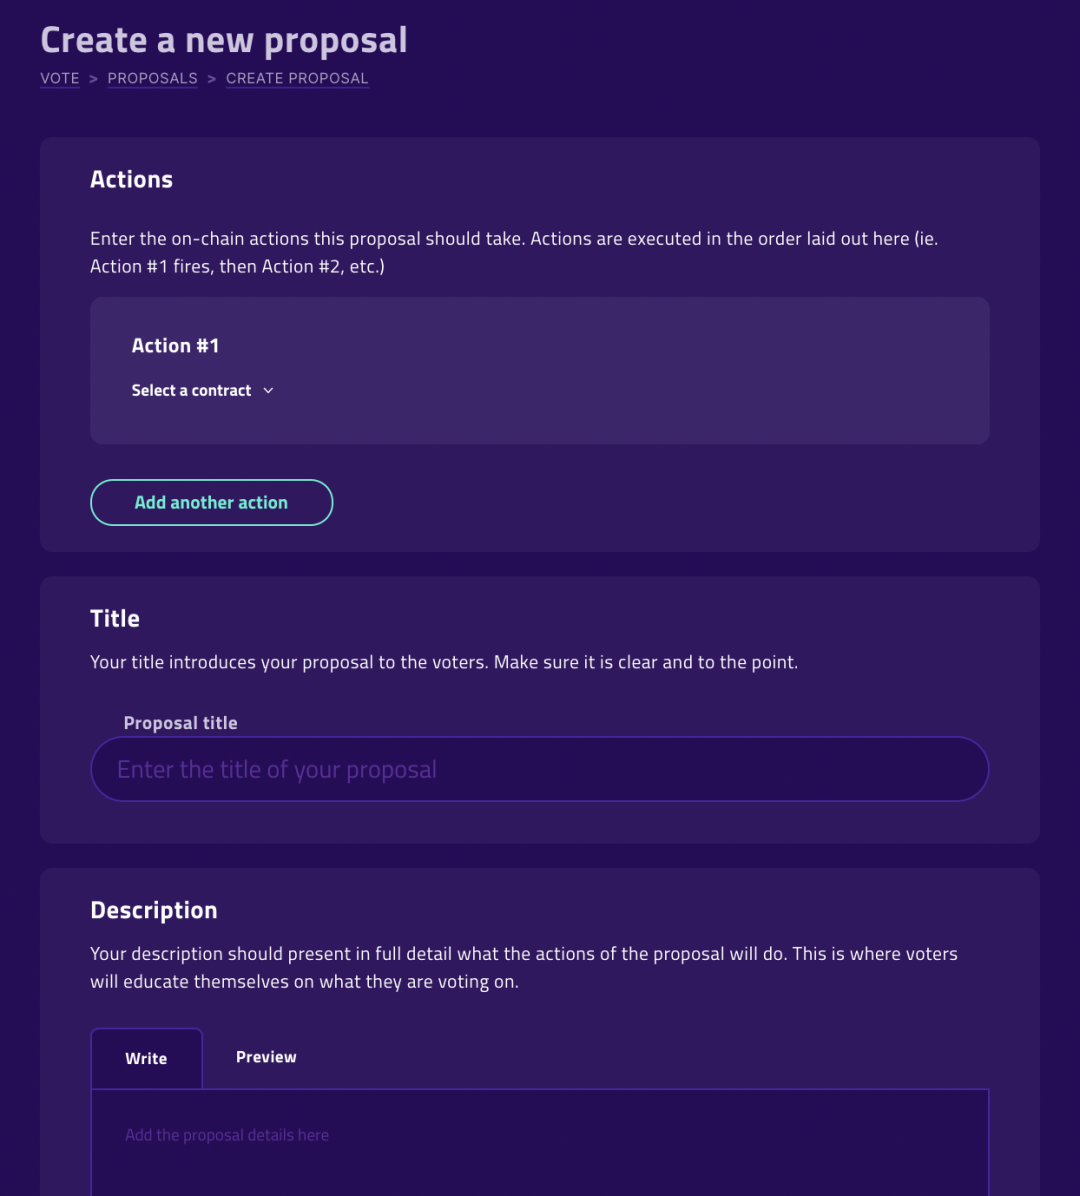 Create a new proposal
VOTE > PROPOSALS > CREATE PROPOSAL
Actions
Enter the on-chain actions this proposal should take. Actions are executed in the order laid out here (ie.
Action #1 fires, then Action #2, etc.)
Action #1
Select a contract
Add another action
Title
Your title introduces your proposal to the voters. Make sure it is clear and to the point.
Proposal title
Enter the title of your proposal
Description
Your description should present in full detail what the actions of the proposal will do. This is where voters
will educate themselves on what they are voting on.
Write Preview
Add the proposal details here